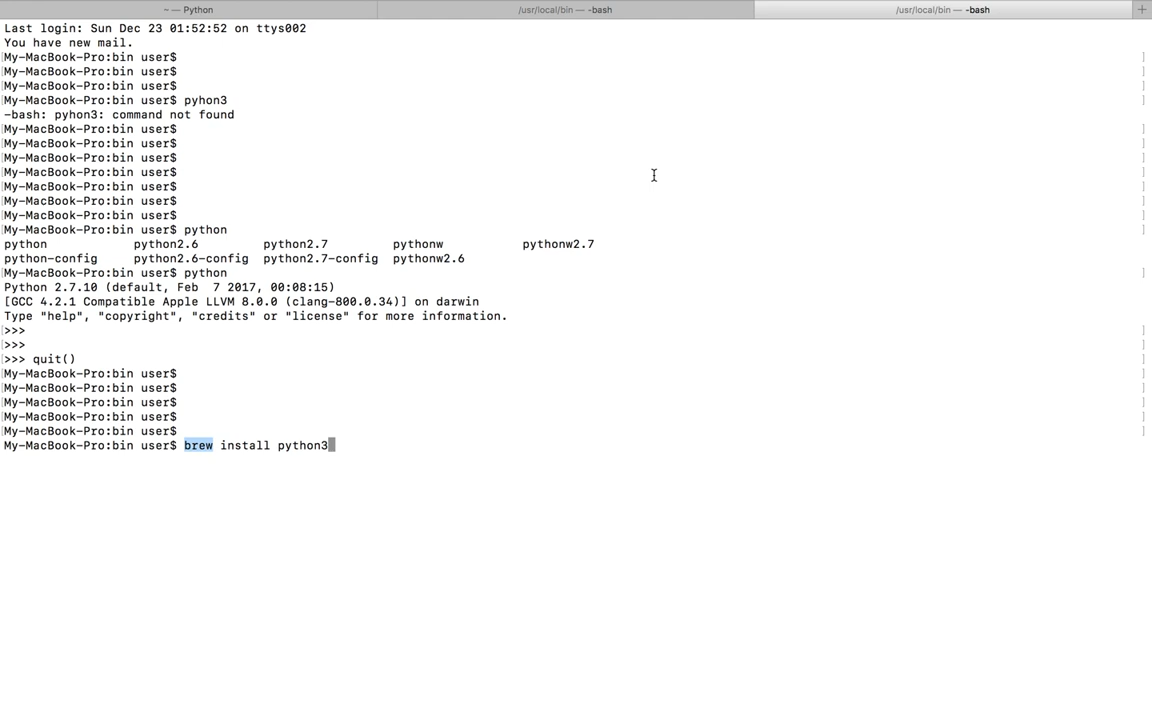 ~ — Python
/usr/local/bin — -bash
/usr/local/bin — -bash
+
Last login: Sun Dec 23 01:52:52 on ttys002
You have new mail.
[My-MacBook-Pro:bin user$ ]
[My-MacBook-Pro:bin user$ ]
[My-MacBook-Pro:bin user$ ]
[My-MacBook-Pro:bin user$ pyhon3 ]
-bash: pyhon3: command not found
[My-MacBook-Pro:bin user$ ]
[My-MacBook-Pro:bin user$ ]
[My-MacBook-Pro:bin user$ ]
[My-MacBook-Pro:bin user$ ]
[My-MacBook-Pro:bin user$ ]
[My-MacBook-Pro:bin user$ ]
[My-MacBook-Pro:bin user$ ]
[My-MacBook-Pro:bin user$ python ]
python python2.6 python2.7 pythonw pythonw2.7
python-config python2.6-config python2.7-config pythonw2.6
[My-MacBook-Pro:bin user$ python ]
Python 2.7.10 (default, Feb  7 2017, 00:08:15)
[GCC 4.2.1 Compatible Apple LLVM 8.0.0 (clang-800.0.34)] on darwin
Type "help", "copyright", "credits" or "license" for more information.
[>>> ]
[>>> ]
[>>> quit() ]
[My-MacBook-Pro:bin user$ ]
[My-MacBook-Pro:bin user$ ]
[My-MacBook-Pro:bin user$ ]
[My-MacBook-Pro:bin user$ ]
[My-MacBook-Pro:bin user$ ]
My-MacBook-Pro:bin user$ brew install python3